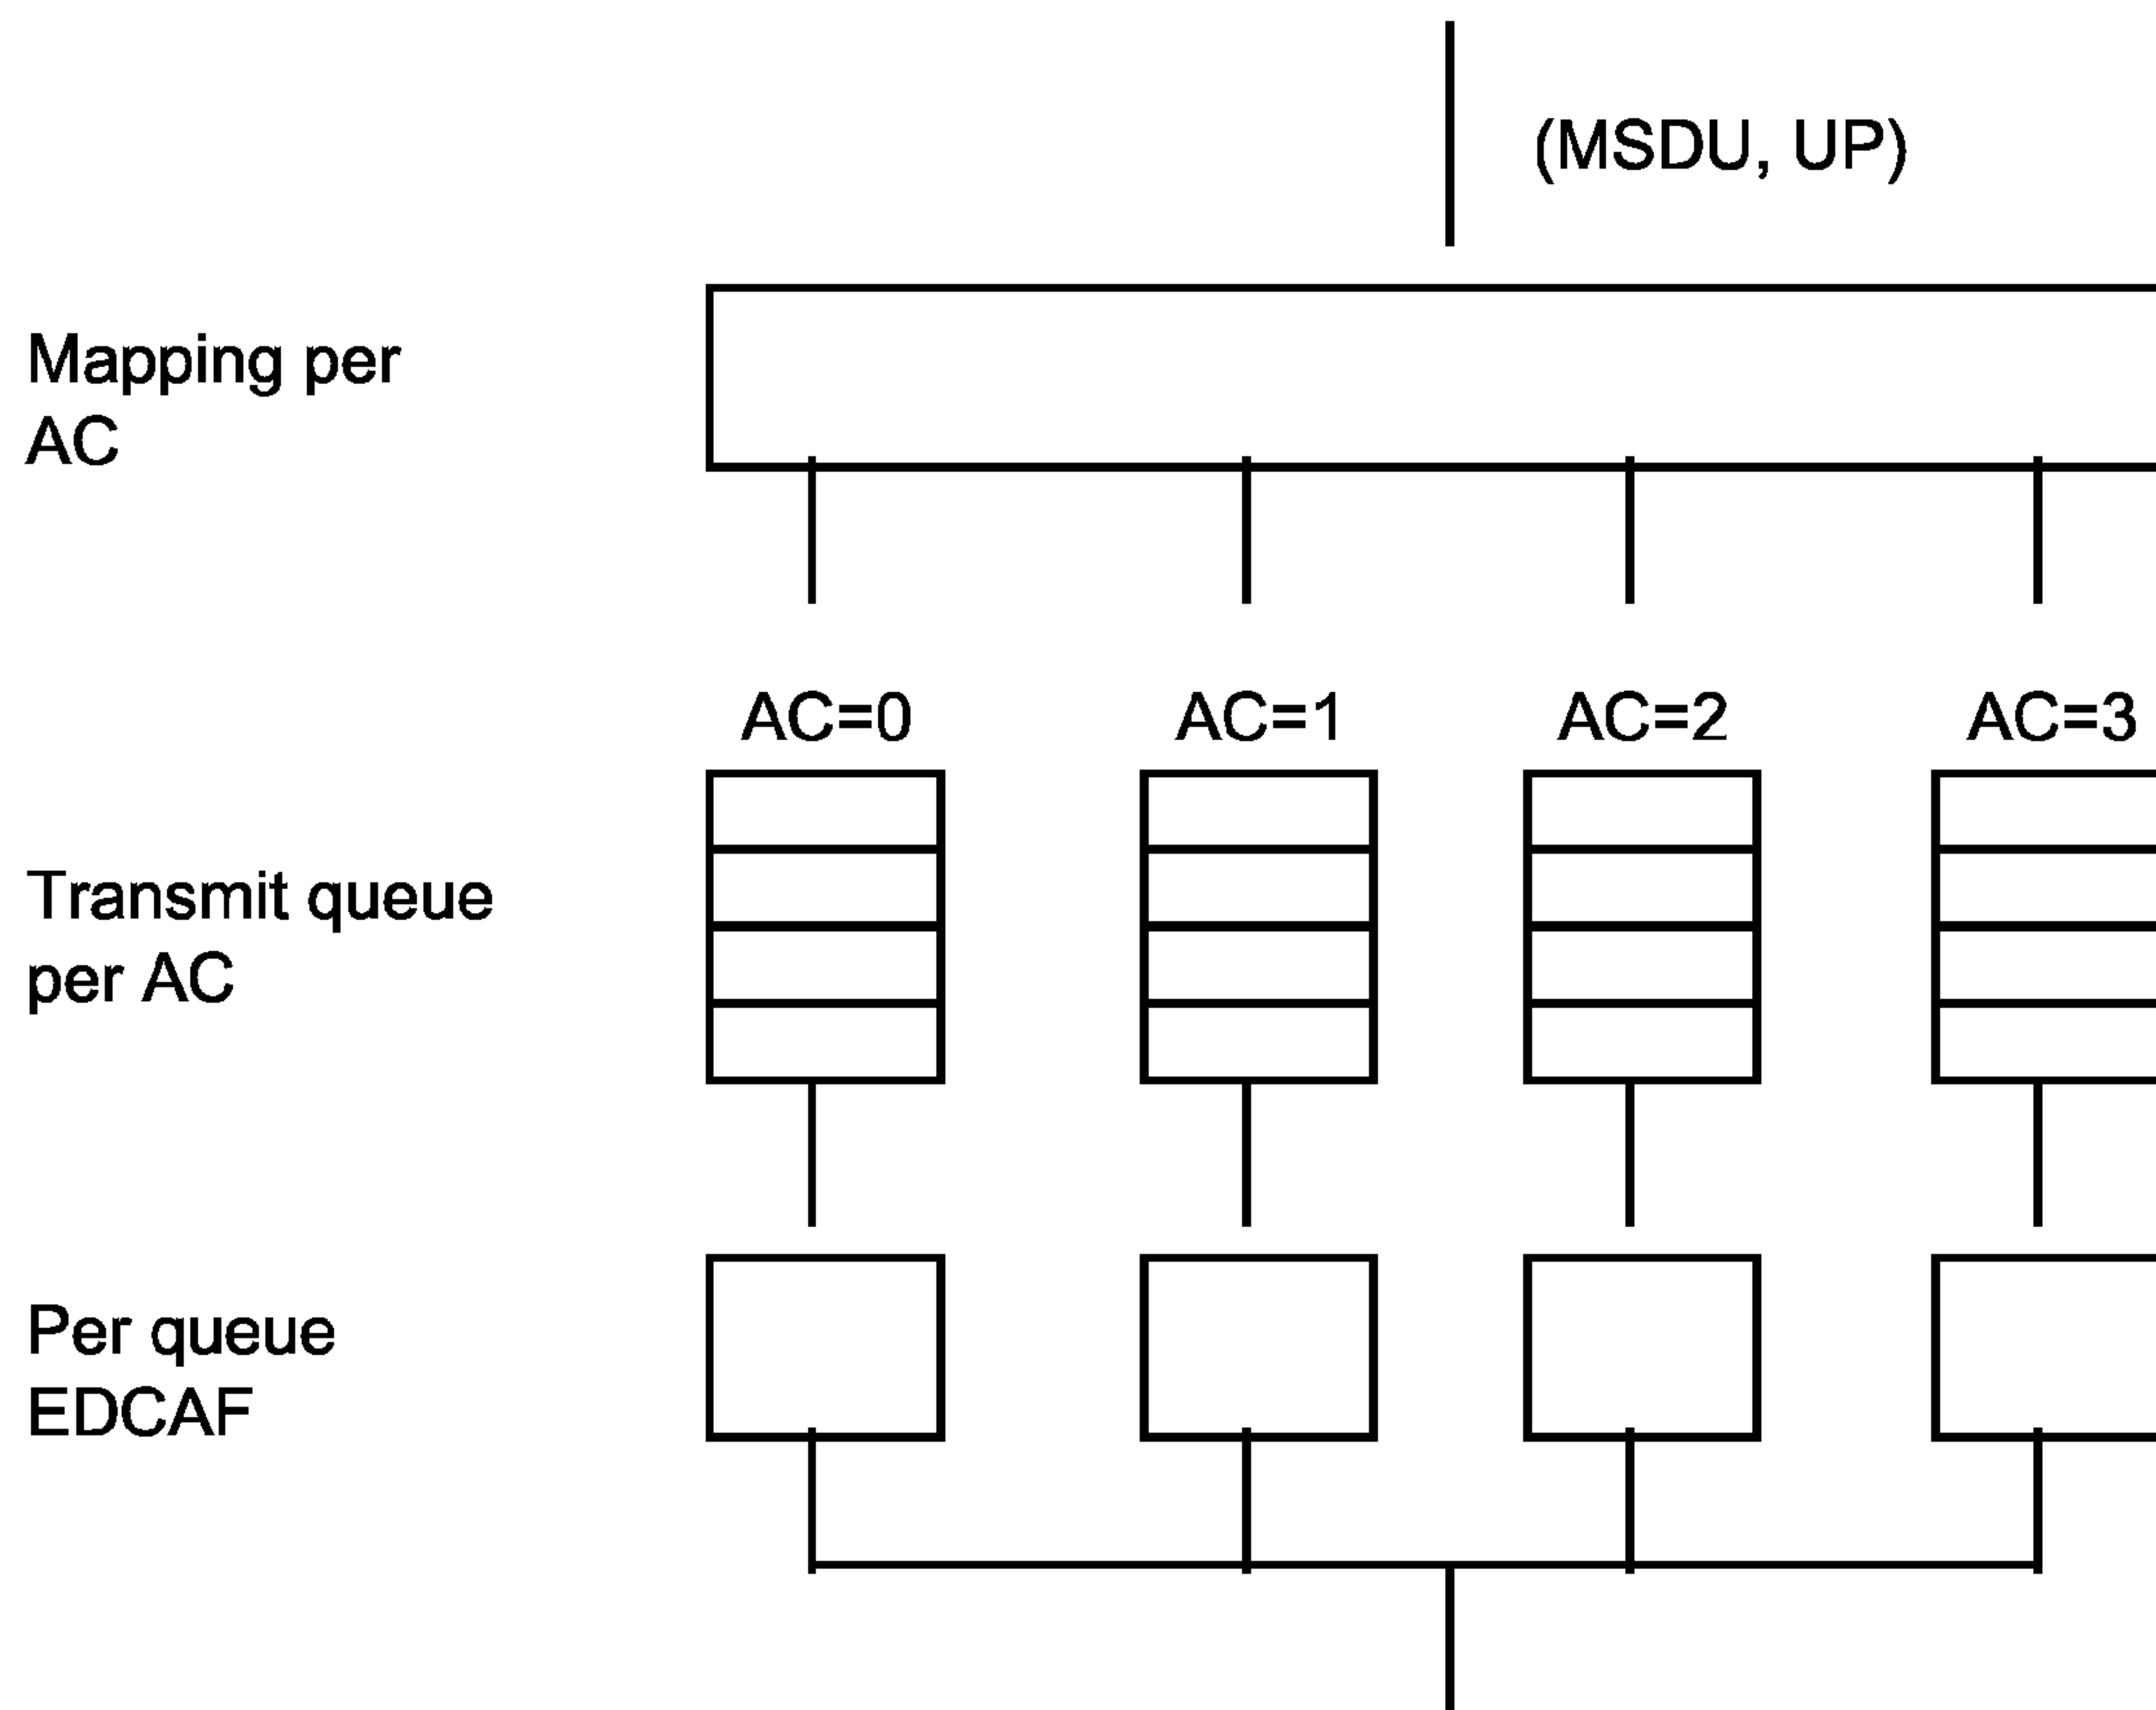 (MSDU, UP)
Mapping per
AC
AC=0 AC=1 AC=2 AC=3
Transmit queue
per AC
Per queue
EDCAF